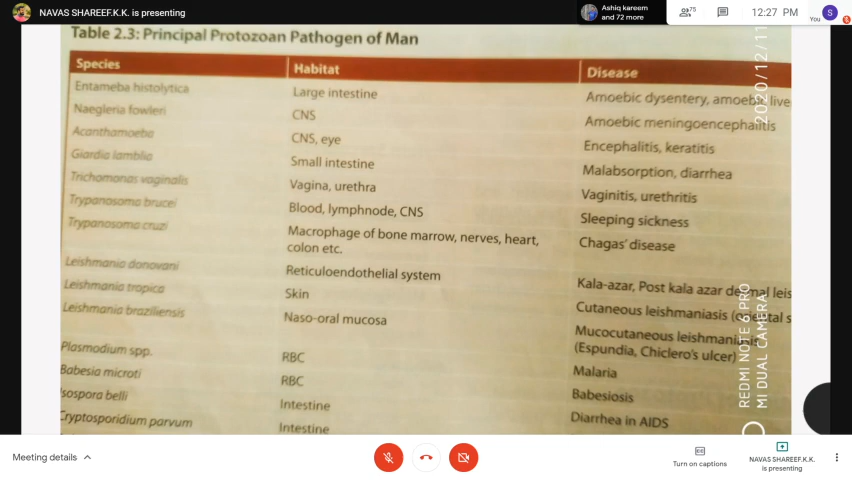 NAVAS SHAREEF.K.K. is presenting
Ashiq kareem
and 72 more
75
12:27 PM
You
S
Table 2.3: Principal Protozoan Pathogen of Man
Species Habitat Disease
Entameba histolytica Large intestine Amoebic dysentery, amoebic live
Naegleria fowleri CNS Amoebic meningoencephalitis
Acanthamoeba CNS, eye Encephalitis, keratitis
Giardia lamblia Small intestine Malabsorption, diarrhea
Trichomonas vaginalis Vagina, urethra Vaginitis, urethritis
Trypanosoma brucei Blood, lymphnode, CNS Sleeping sickness
Trypanosoma cruzi Macrophage of bone marrow, nerves, heart, Chagas' disease
colon etc.
Leishmania donovani Reticuloendothelial system Kala-azar, Post kala azar dermal leis
Leishmania tropica Skin Cutaneous leishmaniasis (oriental s
Leishmania braziliensis Naso-oral mucosa Mucocutaneous leishmaniasis
(Espundia, Chiclero's ulcer)
Plasmodium spp. RBC Malaria
Babesia microti RBC Babesiosis
Isospora belli Intestine Diarrhea in AIDS
Cryptosporidium parvum Intestine
2020/12/11
REDMI NOTE 6 PRO
MI DUAL CAMERA
Meeting details
Turn on captions
NAVAS SHAREEF.K.K.
is presenting